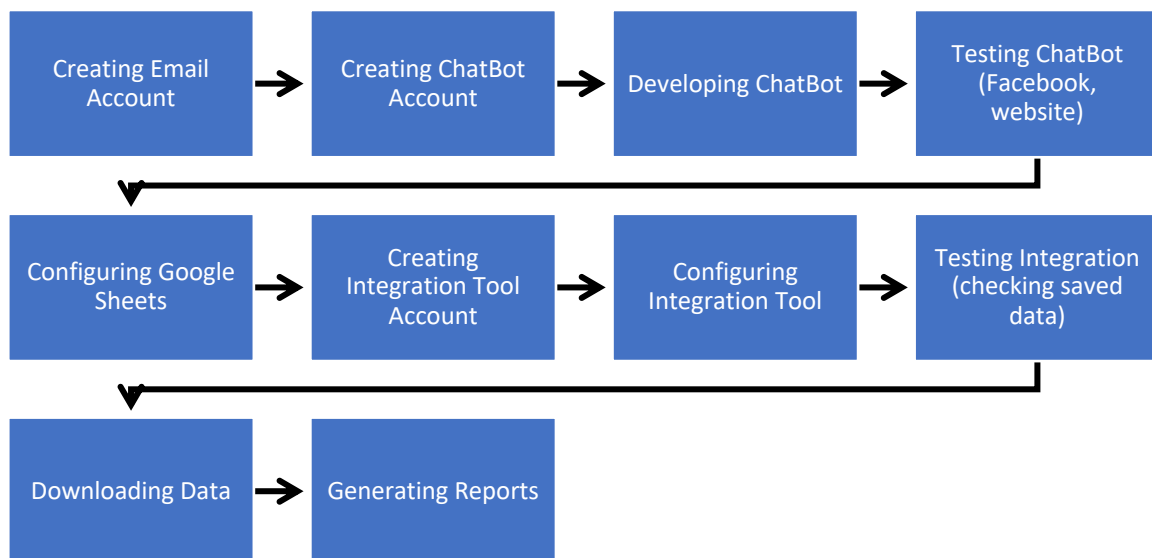 Creating Email
Account
Creating ChatBot
Account
Developing ChatBot
Testing ChatBot
(Facebook,
website)
Configuring Google
Sheets
Creating
Integration Tool
Account
Configuring
Integration Tool
Testing Integration
(checking saved
data)
Downloading Data
Generating Reports